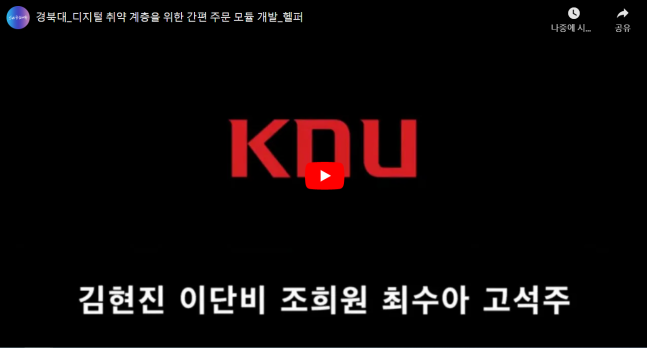 경북대_디지털 취약 계층을 위한 간편 주문 모듈 개발_헬퍼
나중에 시...
공유
KNU
김현진 이단비 조희원 최수아 고석주